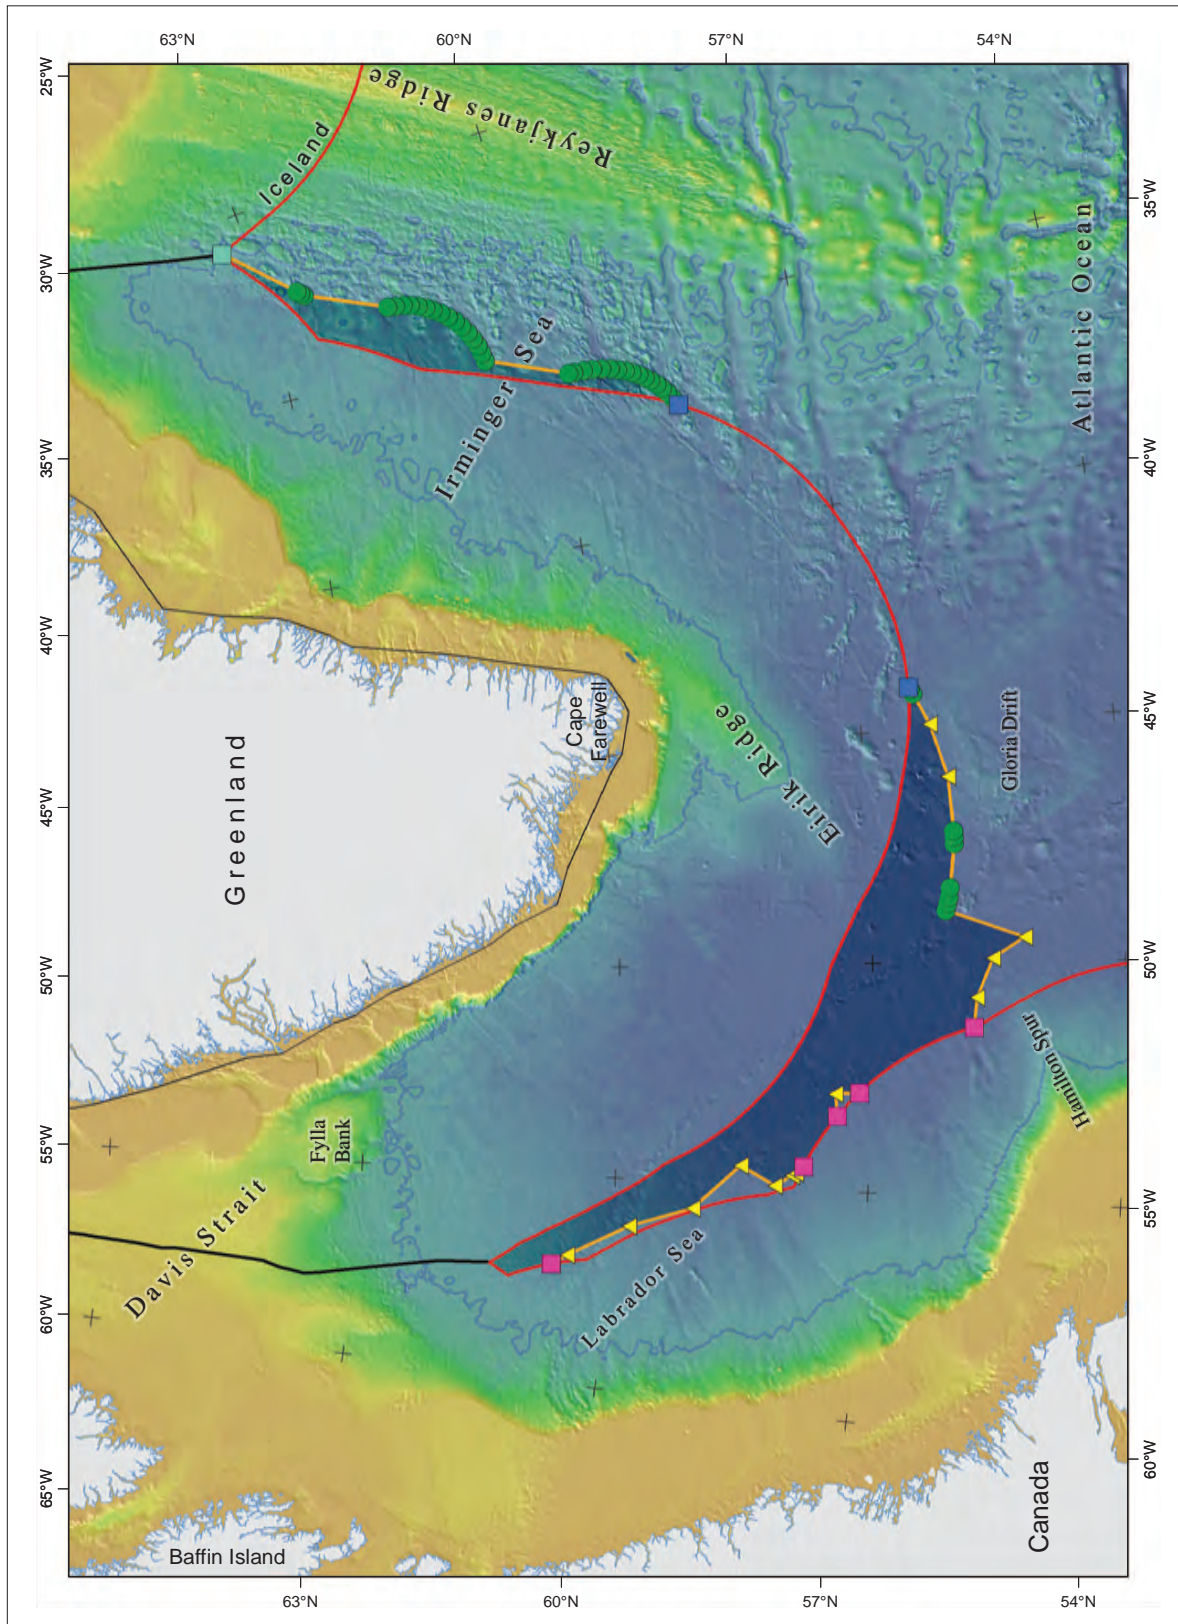 63°N
60°N
57°N
54°N
25°W
30°W
35°W
40°W
45°W
50°W
55°W
60°W
65°W
35°W
40°W
45°W
50°W
55°W
60°W
Reykjanes Ridge
Iceland
Irminger Sea
Atlantic Ocean
Greenland
Cape
Farewell
Eirik Ridge
Gloria Drift
Fylla
Bank
Davis Strait
Hamilton Spur
Labrador Sea
Baffin Island
Canada
63°N
60°N
57°N
54°N